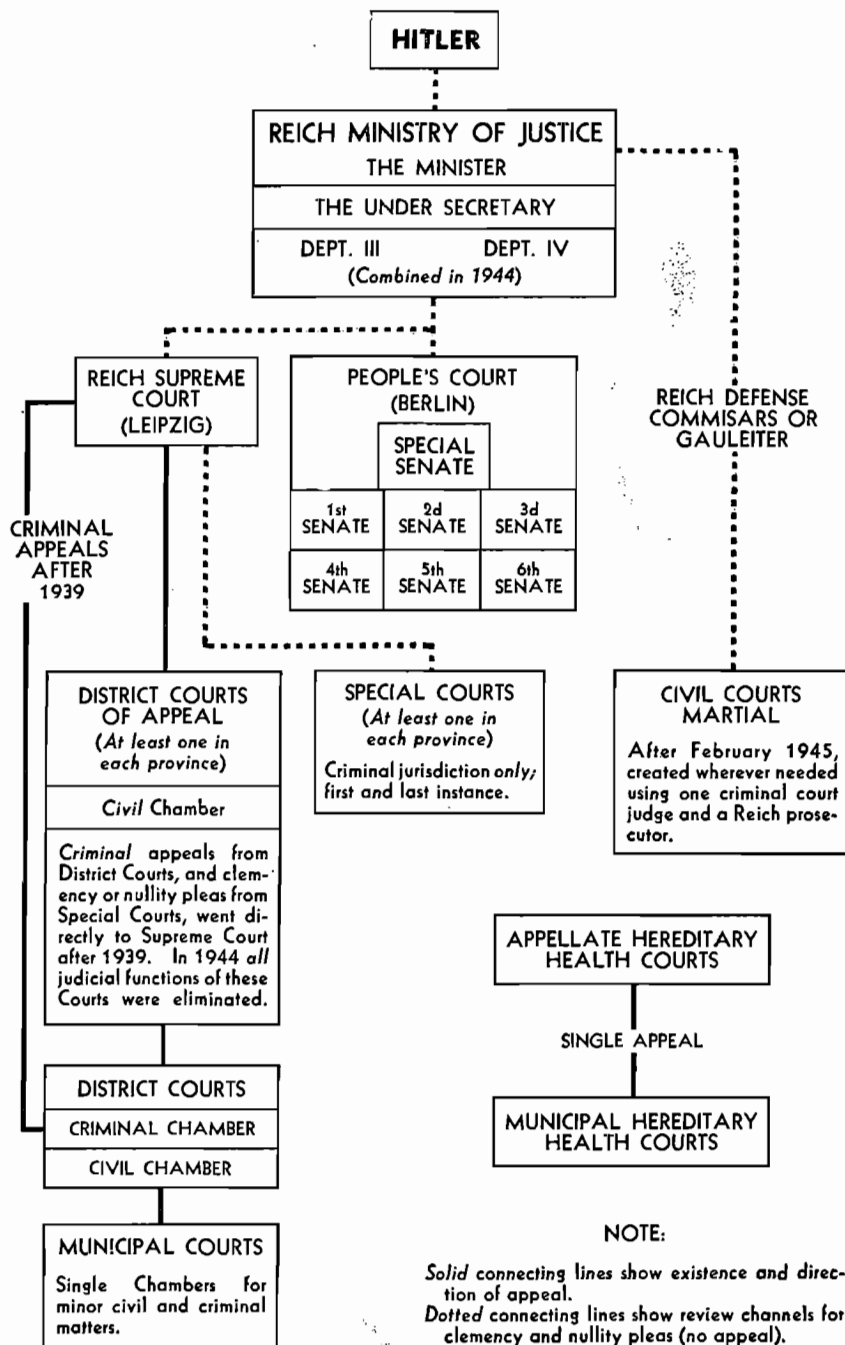 HITLER
REICH MINISTRY OF JUSTICE
THE MINISTER
THE UNDER SECRETARY
DEPT. III DEPT. IV
(Combined in 1944)
REICH SUPREME
COURT
(LEIPZIG)
PEOPLE'S COURT
(BERLIN)
SPECIAL
SENATE
1st
SENATE
2d
SENATE
3d
SENATE
4th
SENATE
5th
SENATE
6th
SENATE
REICH DEFENSE
COMMISARS OR
GAULEITER
CRIMINAL
APPEALS
AFTER
1939
DISTRICT COURTS
OF APPEAL
(At least one in
each province)
Civil Chamber
Criminal appeals from
District Courts, and clem-
ency or nullity pleas from
Special Courts, went di-
rectly to Supreme Court
after 1939. In 1944 all
judicial functions of these
Courts were eliminated.
SPECIAL COURTS
(At least one in
each province)
Criminal jurisdiction only;
first and last instance.
CIVIL COURTS
MARTIAL
After February 1945,
created wherever needed
using one criminal court
judge and a Reich prose-
cutor.
APPELLATE HEREDITARY
HEALTH COURTS
SINGLE APPEAL
MUNICIPAL HEREDITARY
HEALTH COURTS
DISTRICT COURTS
CRIMINAL CHAMBER
CIVIL CHAMBER
MUNICIPAL COURTS
Single Chambers for
minor civil and criminal
matters.
NOTE:
Solid connecting lines show existence and direc-
tion of appeal.
Dotted connecting lines show review channels for
clemency and nullity pleas (no appeal).